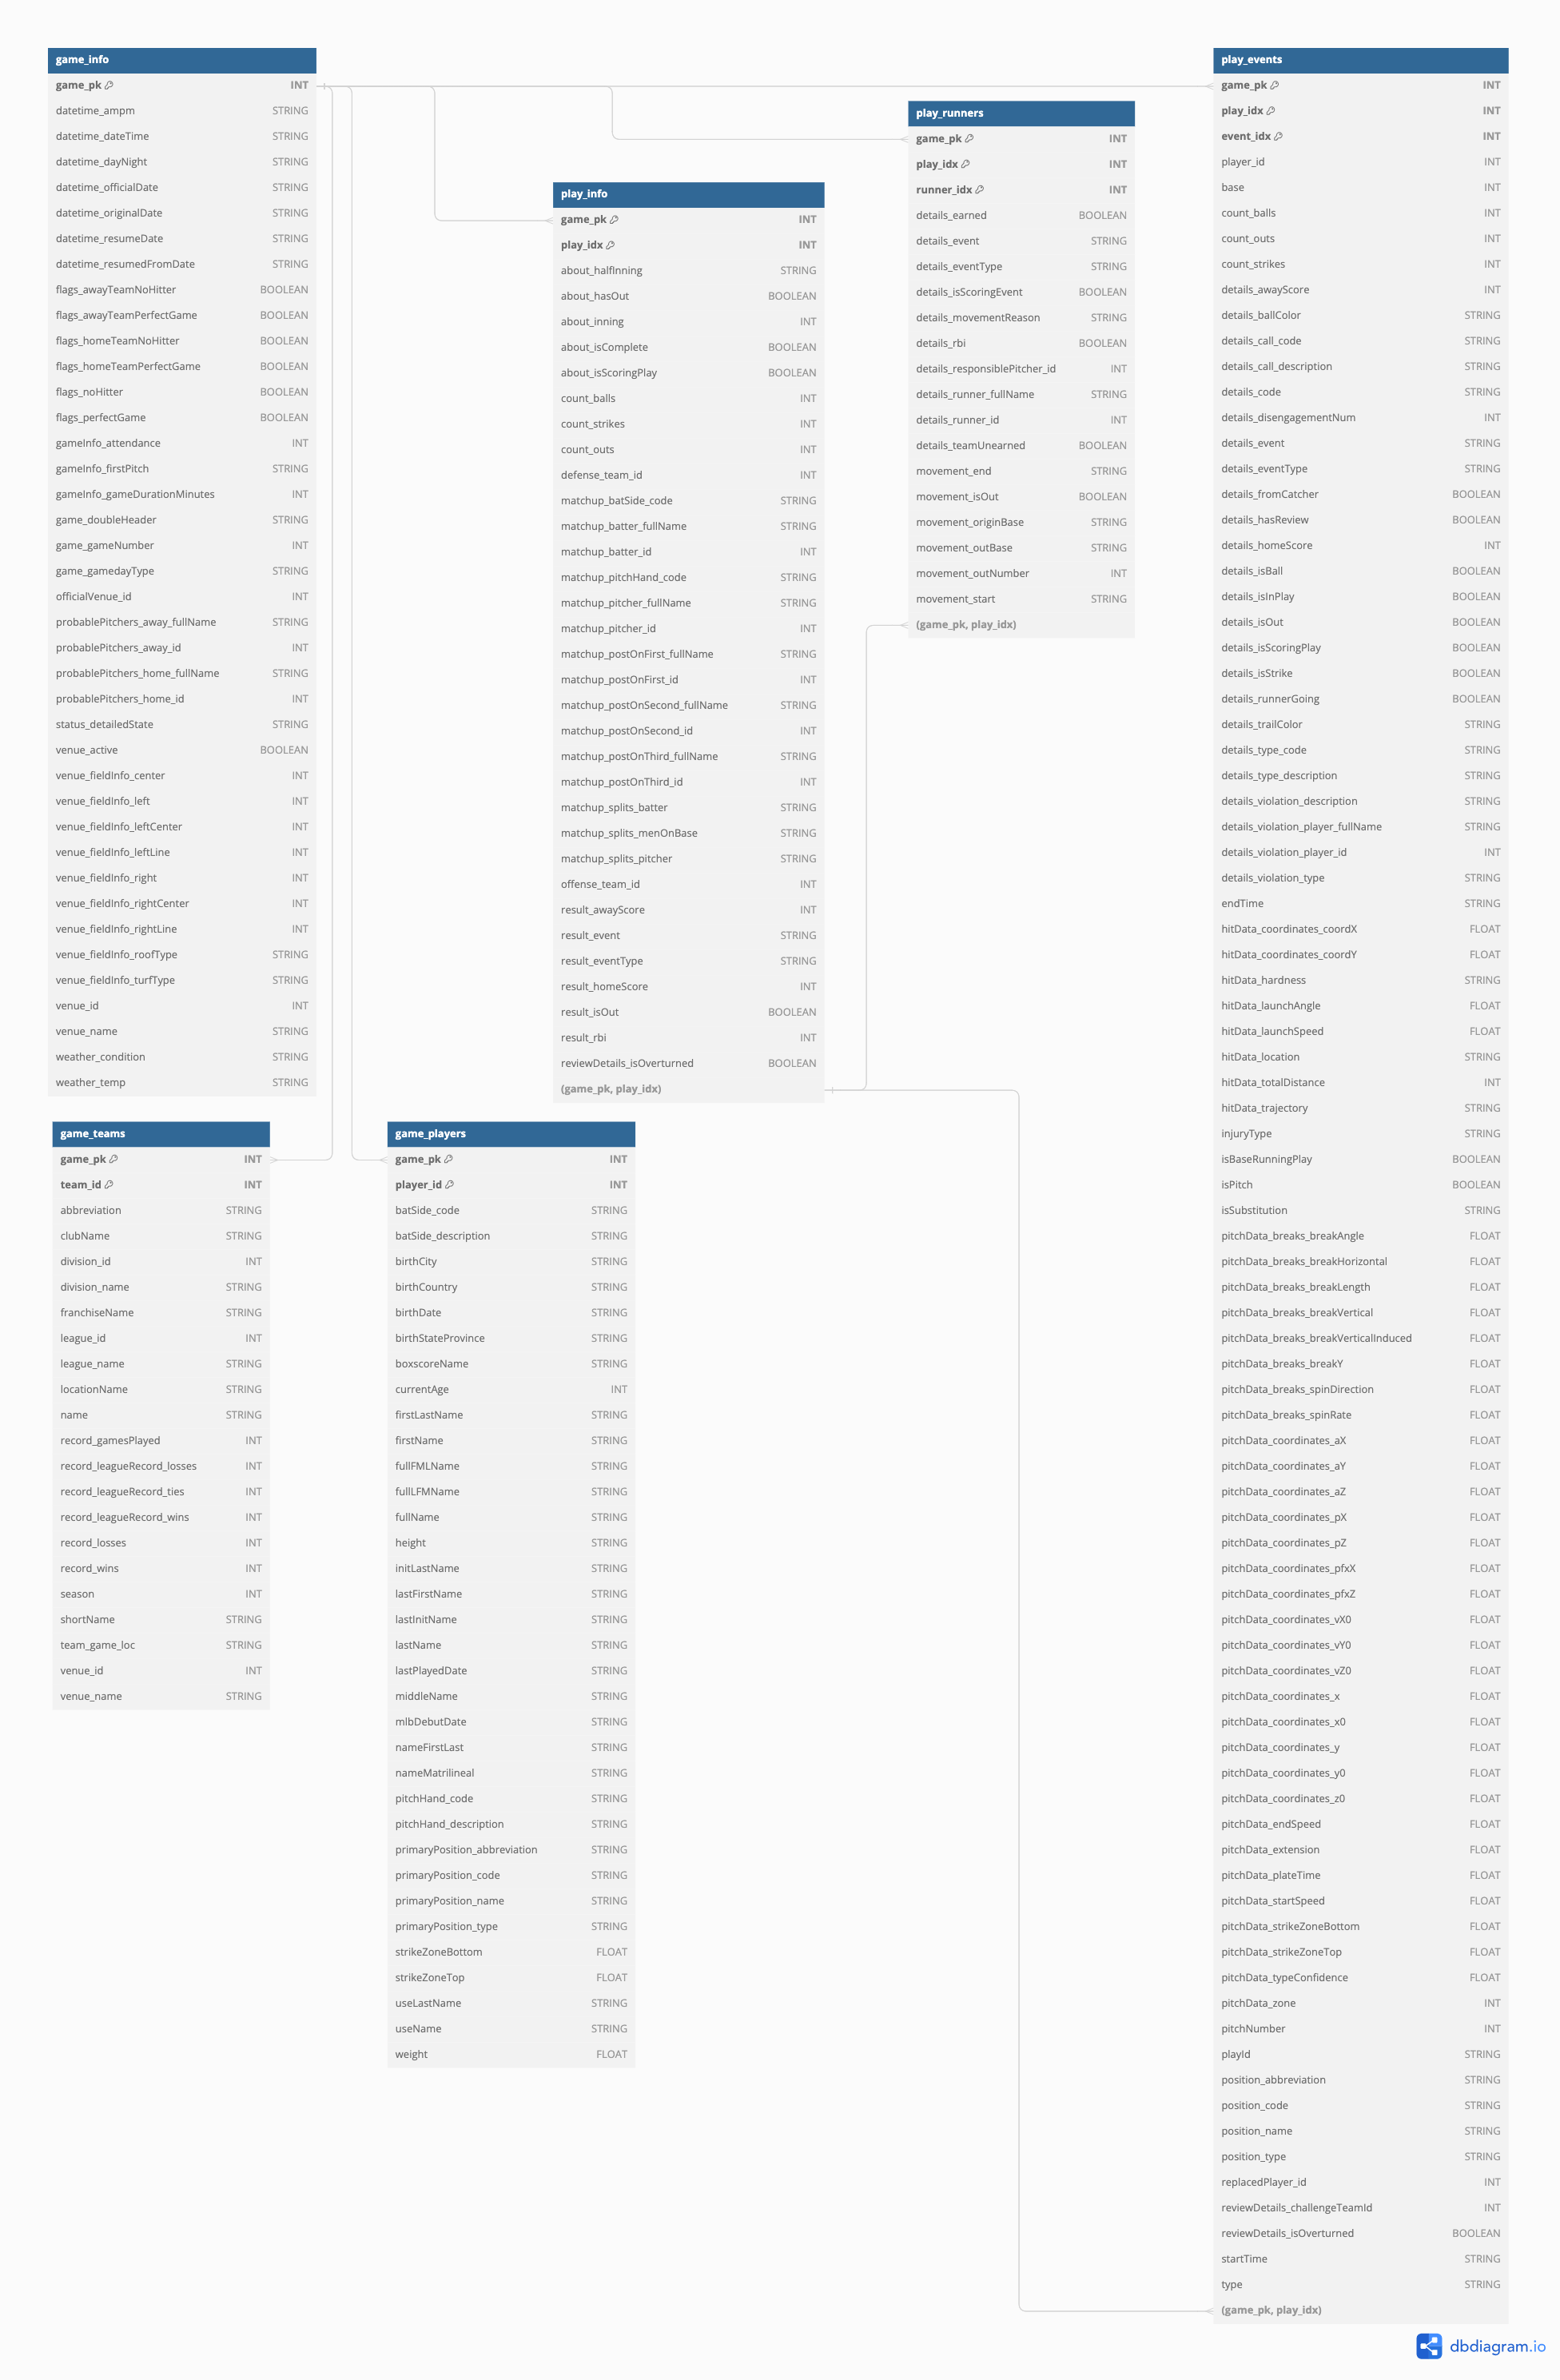 game_info
game_pk INT
datetime_ampm STRING
datetime_dateTime STRING
datetime_dayNight STRING
datetime_officialDate STRING
datetime_originalDate STRING
datetime_resumeDate STRING
datetime_resumedFromDate STRING
flags_awayTeamNoHitter BOOLEAN
flags_awayTeamPerfectGame BOOLEAN
flags_homeTeamNoHitter BOOLEAN
flags_homeTeamPerfectGame BOOLEAN
flags_noHitter BOOLEAN
flags_perfectGame BOOLEAN
gameInfo_attendance INT
gameInfo_firstPitch STRING
gameInfo_gameDurationMinutes INT
game_doubleHeader STRING
game_gameNumber INT
game_gamedayType STRING
officialVenue_id INT
probablePitchers_away_fullName STRING
probablePitchers_away_id INT
probablePitchers_home_fullName STRING
probablePitchers_home_id INT
status_detailedState STRING
venue_active BOOLEAN
venue_fieldInfo_center INT
venue_fieldInfo_left INT
venue_fieldInfo_leftCenter INT
venue_fieldInfo_leftLine INT
venue_fieldInfo_right INT
venue_fieldInfo_rightCenter INT
venue_fieldInfo_rightLine INT
venue_fieldInfo_roofType STRING
venue_fieldInfo_turfType STRING
venue_id INT
venue_name STRING
weather_condition STRING
weather_temp STRING
game_teams
game_pk INT
team_id INT
abbreviation STRING
clubName STRING
division_id INT
division_name STRING
franchiseName STRING
league_id INT
league_name STRING
locationName STRING
name STRING
record_gamesPlayed INT
record_leagueRecord_losses INT
record_leagueRecord_ties INT
record_leagueRecord_wins INT
record_losses INT
record_wins INT
season INT
shortName STRING
team_game_loc STRING
venue_id INT
venue_name STRING
game_players
game_pk INT
player_id INT
batSide_code STRING
batSide_description STRING
birthCity STRING
birthCountry STRING
birthDate STRING
birthStateProvince STRING
boxscoreName STRING
currentAge INT
firstLastName STRING
firstName STRING
fullFMLName STRING
fullLFMName STRING
fullName STRING
height STRING
initLastName STRING
lastFirstName STRING
lastInitName STRING
lastName STRING
lastPlayedDate STRING
middleName STRING
mlbDebutDate STRING
nameFirstLast STRING
nameMatrilineal STRING
pitchHand_code STRING
pitchHand_description STRING
primaryPosition_abbreviation STRING
primaryPosition_code STRING
primaryPosition_name STRING
primaryPosition_type STRING
strikeZoneBottom FLOAT
strikeZoneTop FLOAT
useLastName STRING
useName STRING
weight FLOAT
play_info
game_pk INT
play_idx INT
about_halfInning STRING
about_hasOut BOOLEAN
about_inning INT
about_isComplete BOOLEAN
about_isScoringPlay BOOLEAN
count_balls INT
count_strikes INT
count_outs INT
defense_team_id INT
matchup_batSide_code STRING
matchup_batter_fullName STRING
matchup_batter_id INT
matchup_pitchHand_code STRING
matchup_pitcher_fullName STRING
matchup_pitcher_id INT
matchup_postOnFirst_fullName STRING
matchup_postOnFirst_id INT
matchup_postOnSecond_fullName STRING
matchup_postOnSecond_id INT
matchup_postOnThird_fullName STRING
matchup_postOnThird_id INT
matchup_splits_batter STRING
matchup_splits_menOnBase STRING
matchup_splits_pitcher STRING
offense_team_id INT
result_awayScore INT
result_event STRING
result_eventType STRING
result_homeScore INT
result_isOut BOOLEAN
result_rbi INT
reviewDetails_isOverturned BOOLEAN
(game_pk, play_idx)
play_runners
game_pk INT
play_idx INT
runner_idx INT
details_earned BOOLEAN
details_event STRING
details_eventType STRING
details_isScoringEvent BOOLEAN
details_movementReason STRING
details_rbi BOOLEAN
details_responsiblePitcher_id INT
details_runner_fullName STRING
details_runner_id INT
details_teamUnearned BOOLEAN
movement_end STRING
movement_isOut BOOLEAN
movement_originBase STRING
movement_outBase STRING
movement_outNumber INT
movement_start STRING
(game_pk, play_idx)
play_events
game_pk INT
play_idx INT
event_idx INT
player_id INT
base INT
count_balls INT
count_outs INT
count_strikes INT
details_awayScore INT
details_ballColor STRING
details_call_code STRING
details_call_description STRING
details_code STRING
details_disengagementNum INT
details_event STRING
details_eventType STRING
details_fromCatcher BOOLEAN
details_hasReview BOOLEAN
details_homeScore INT
details_isBall BOOLEAN
details_isInPlay BOOLEAN
details_isOut BOOLEAN
details_isScoringPlay BOOLEAN
details_isStrike BOOLEAN
details_runnerGoing BOOLEAN
details_trailColor STRING
details_type_code STRING
details_type_description STRING
details_violation_description STRING
details_violation_player_fullName STRING
details_violation_player_id INT
details_violation_type STRING
endTime STRING
hitData_coordinates_coordX FLOAT
hitData_coordinates_coordY FLOAT
hitData_hardness STRING
hitData_launchAngle FLOAT
hitData_launchSpeed FLOAT
hitData_location STRING
hitData_totalDistance INT
hitData_trajectory STRING
injuryType STRING
isBaseRunningPlay BOOLEAN
isPitch BOOLEAN
isSubstitution STRING
pitchData_breaks_breakAngle FLOAT
pitchData_breaks_breakHorizontal FLOAT
pitchData_breaks_breakLength FLOAT
pitchData_breaks_breakVertical FLOAT
pitchData_breaks_breakVerticalInduced FLOAT
pitchData_breaks_breakY FLOAT
pitchData_breaks_spinDirection FLOAT
pitchData_breaks_spinRate FLOAT
pitchData_coordinates_aX FLOAT
pitchData_coordinates_aY FLOAT
pitchData_coordinates_aZ FLOAT
pitchData_coordinates_pX FLOAT
pitchData_coordinates_pZ FLOAT
pitchData_coordinates_pfxX FLOAT
pitchData_coordinates_pfxZ FLOAT
pitchData_coordinates_vX0 FLOAT
pitchData_coordinates_vY0 FLOAT
pitchData_coordinates_vZ0 FLOAT
pitchData_coordinates_x FLOAT
pitchData_coordinates_x0 FLOAT
pitchData_coordinates_y FLOAT
pitchData_coordinates_y0 FLOAT
pitchData_coordinates_z0 FLOAT
pitchData_endSpeed FLOAT
pitchData_extension FLOAT
pitchData_plateTime FLOAT
pitchData_startSpeed FLOAT
pitchData_strikeZoneBottom FLOAT
pitchData_strikeZoneTop FLOAT
pitchData_typeConfidence FLOAT
pitchData_zone INT
pitchNumber INT
playId STRING
position_abbreviation STRING
position_code STRING
position_name STRING
position_type STRING
replacedPlayer_id INT
reviewDetails_challengeTeamId INT
reviewDetails_isOverturned BOOLEAN
startTime STRING
type STRING
(game_pk, play_idx)
dbdiagram.io